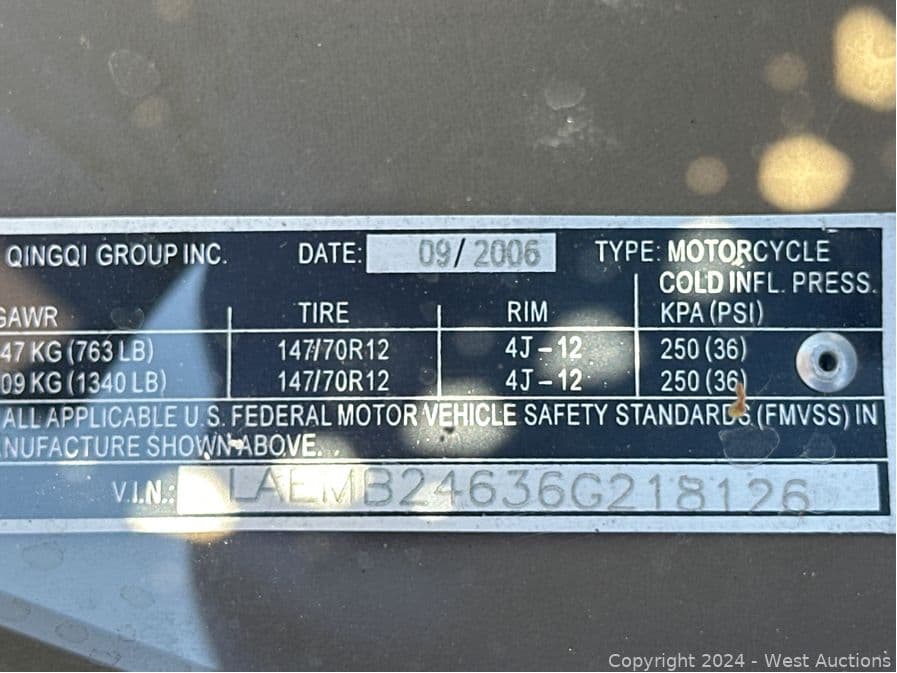 QINGQI GROUP INC. DATE: 09/2006 TYPE: MOTORCYCLE
COLD INFL. PRESS.
GAWR TIRE RIM KPA (PSI)
47 KG (763 LB) 147/70R12 4J-12 250 (36)
09 KG (1340 LB) 147/70R12 4J-12 250 (36)
ALL APPLICABLE U.S. FEDERAL MOTOR VEHICLE SAFETY STANDARDS (FMVSS) IN
NUFACTURE SHOWN ABOVE.
V.I.N.: LAEMB24636G218126
Copyright © 2024 - West Auctions